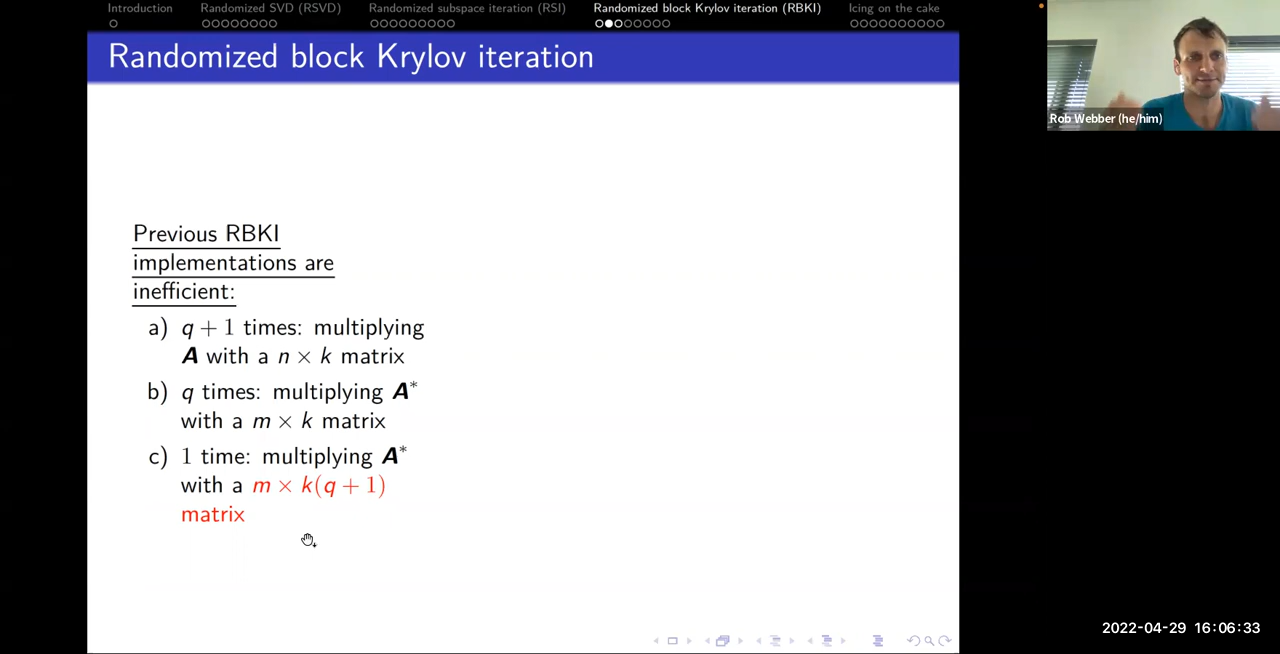 Introduction
Randomized SVD (RSVD)
Randomized subspace iteration (RSI)
Randomized block Krylov iteration (RBKI)
Icing on the cake
Randomized block Krylov iteration
Previous RBKI
implementations are
inefficient:
a) q + 1 times: multiplying
A with a n × k matrix
b) q times: multiplying A*
with a m × k matrix
c) 1 time: multiplying A*
with a m × k(q + 1)
matrix
Rob Webber (he/him)
2022-04-29 16:06:33